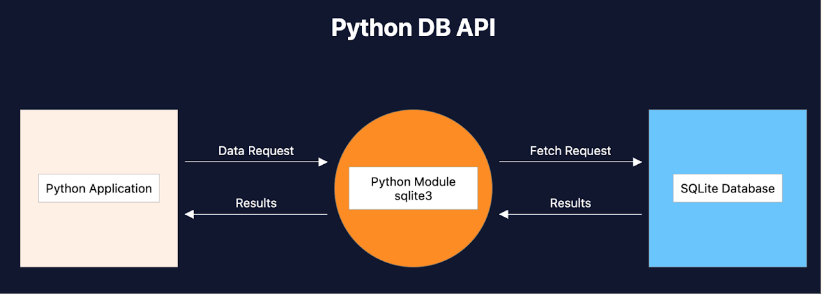 Python DB API
Data Request
Fetch Request
Python Application
Python Module
sqlite3
SQLite Database
Results
Results